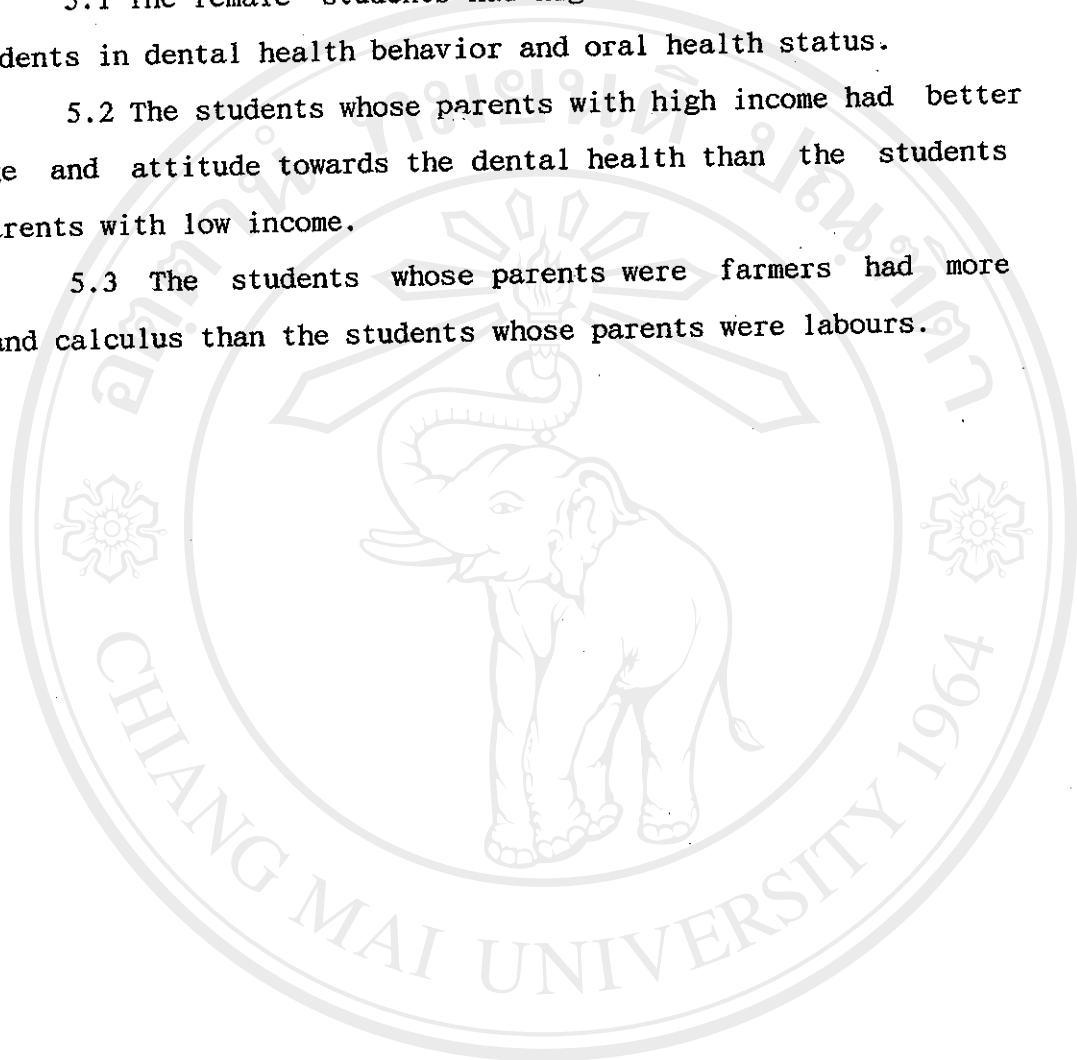 5.1 The female students had
dents in dental health behavior and oral health status.
5.2 The students whose parents with high income had better
ge and attitude towards the dental health than the students
rents with low income.
5.3 The students whose parents were farmers had more
and calculus than the students whose parents were labours.
CHIANG MAI UNIVERSITY 1964